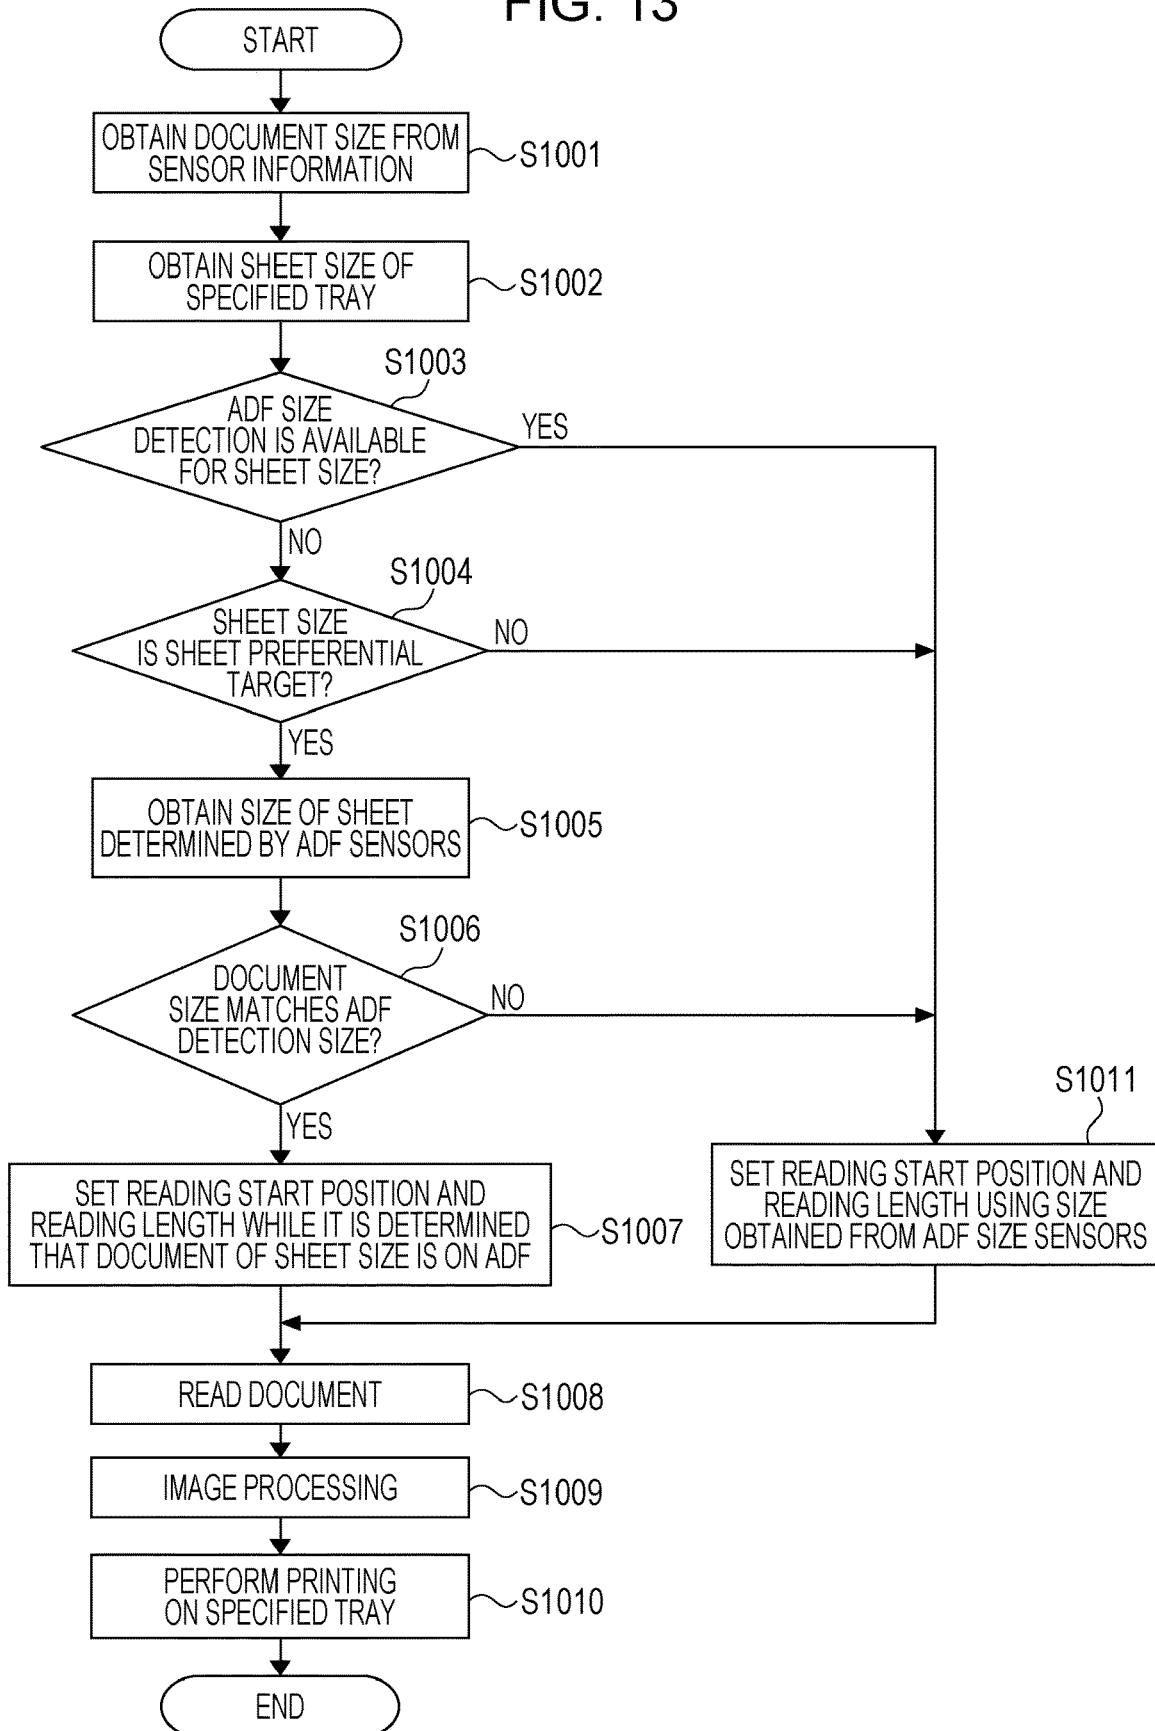 FIG. 13
START
OBTAIN DOCUMENT SIZE FROM
SENSOR INFORMATION
S1001
OBTAIN SHEET SIZE OF
SPECIFIED TRAY
S1002
S1003
ADF SIZE
DETECTION IS AVAILABLE
FOR SHEET SIZE?
YES
NO
S1004
SHEET SIZE
IS SHEET PREFERENTIAL
TARGET?
NO
YES
OBTAIN SIZE OF SHEET
DETERMINED BY ADF SENSORS
S1005
S1006
DOCUMENT
SIZE MATCHES ADF
DETECTION SIZE?
NO
YES
SET READING START POSITION AND
READING LENGTH WHILE IT IS DETERMINED
THAT DOCUMENT OF SHEET SIZE IS ON ADF
S1007
S1011
SET READING START POSITION AND
READING LENGTH USING SIZE
OBTAINED FROM ADF SIZE SENSORS
READ DOCUMENT
S1008
IMAGE PROCESSING
S1009
PERFORM PRINTING
ON SPECIFIED TRAY
S1010
END